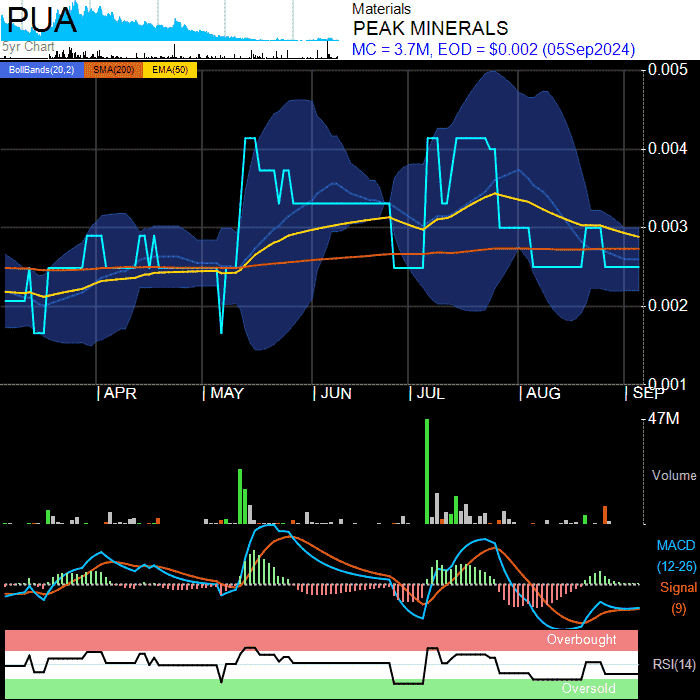 PUA
5yr Chart
Materials
PEAK MINERALS
MC = 3.7M, EOD = $0.002 (05Sep2024)
BollBands(20,2) SMA(200) EMA(50)
0.005
0.004
0.003
0.002
0.001
APR MAY JUN JUL AUG SEP
47M
Volume
MACD
(12-26)
Signal
(9)
Overbought
RSI(14)
Oversold